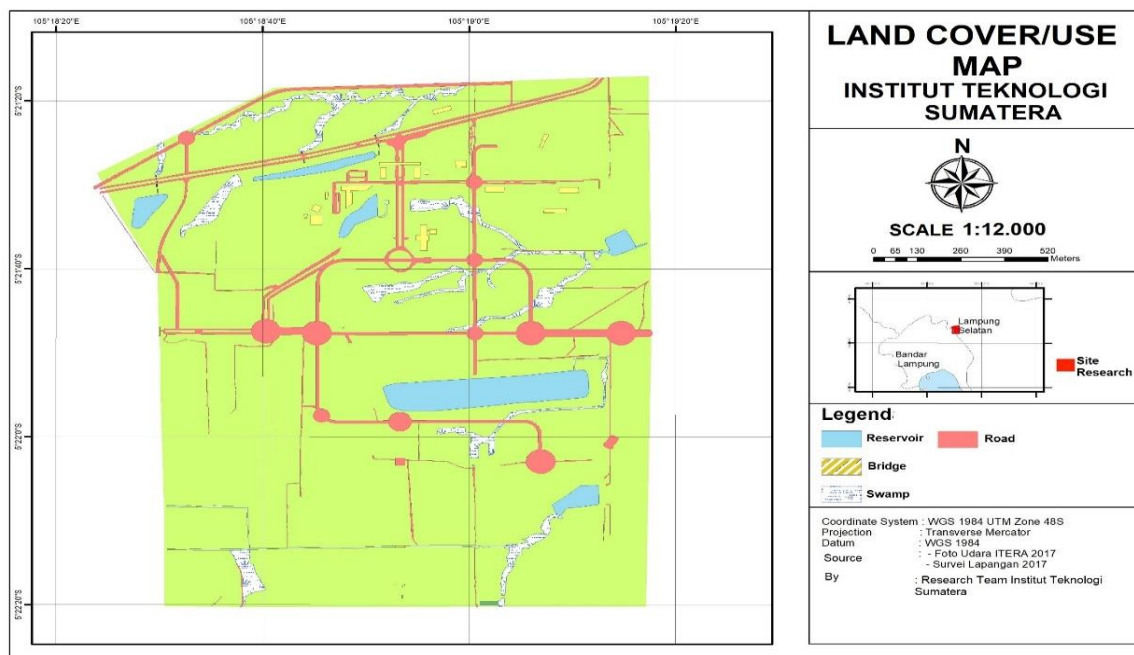 105°18'20"E
105°18'40"E
105°19'0"E
105°19'20"E
5°21'20"S
5°21'40"S
5°22'0"S
5°22'20"S
LAND COVER/USE
MAP
INSTITUT TEKNOLOGI
SUMATERA
N
SCALE 1:12.000
0 65 130 260 390 520
Meters
Lampung
Selatan
Bandar
Lampung
Site
Research
Legend:
Reservoir Road
Bridge
Swamp
Coordinate System : WGS 1984 UTM Zone 48S
Projection : Transverse Mercator
Datum : WGS 1984
Source : - Foto Udara ITERA 2017
- Survei Lapangan 2017
By : Research Team Institut Teknologi
Sumatera